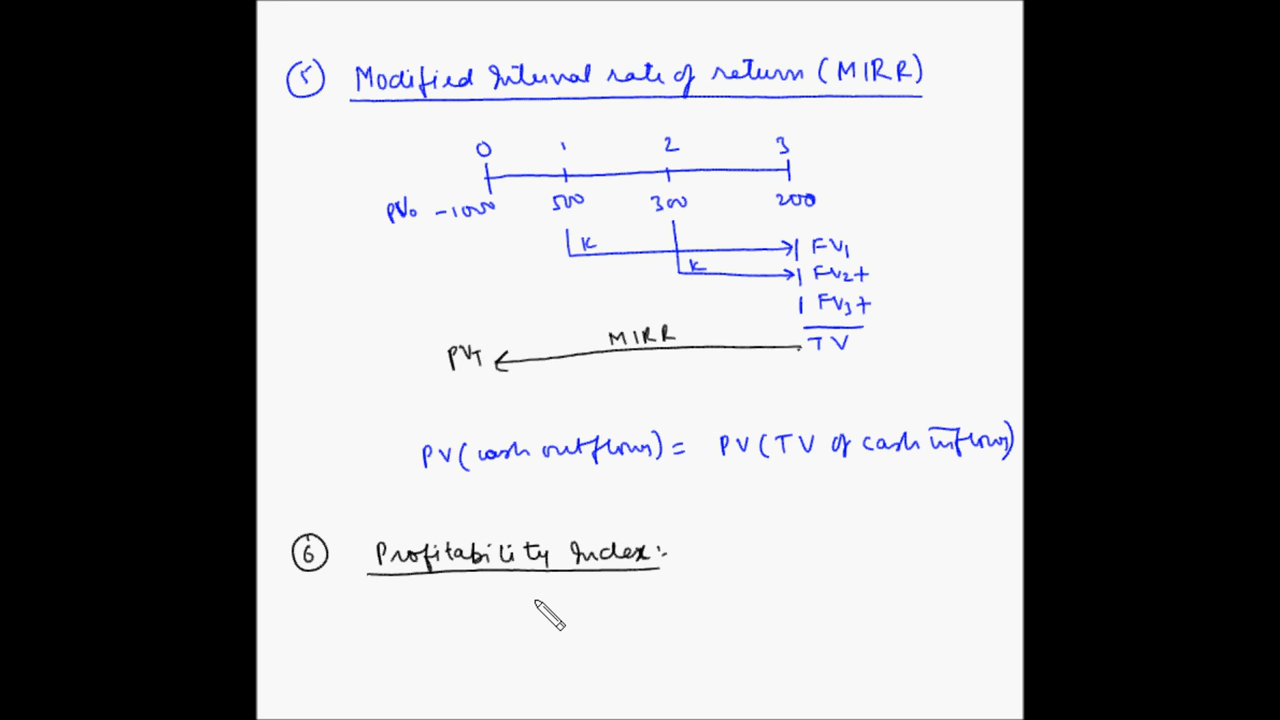 5 Modified Internal rate of return (MIRR)
0 1 2 3
PV₀ -1000 500 300 200
K FV₁
K FV₂+
FV₃+
MIRR
PVT TV
PV(cash outflows) = PV(TV of cash inflows)
6 Profitability Index:-